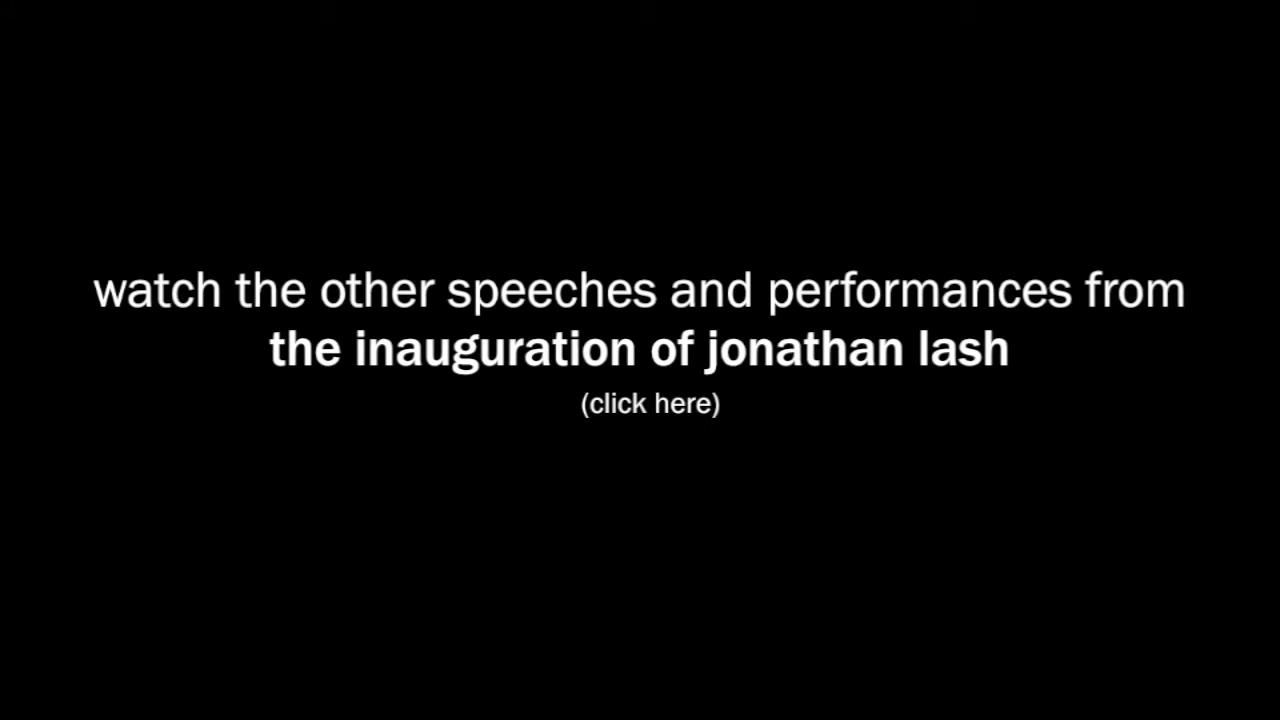 watch the other speeches and performances from
the inauguration of jonathan lash
(click here)